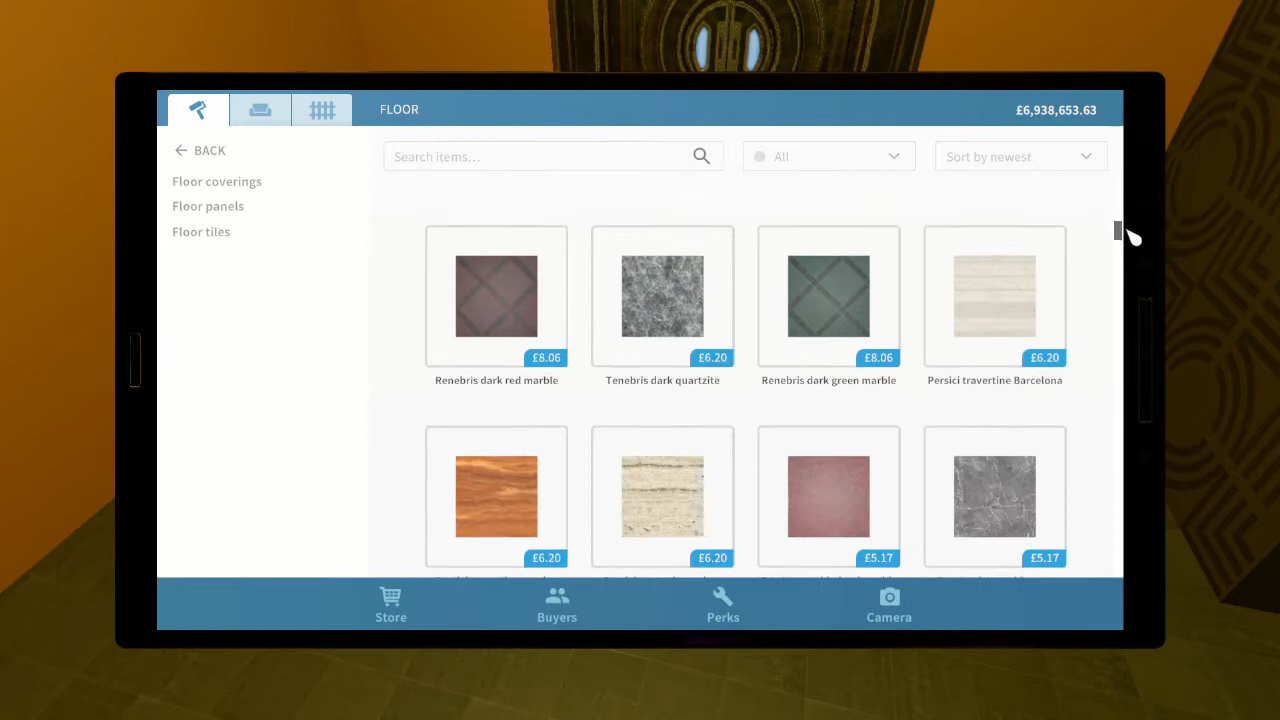 FLOOR
£6,938,653.63
BACK
Search items...
All
Sort by newest
Floor coverings
Floor panels
Floor tiles
£8.06
£6.20
£8.06
£6.20
Renebris dark red marble
Tenebris dark quartzite
Renebris dark green marble
Persici travertine Barcelona
£6.20
£6.20
£5.17
£5.17
Store
Buyers
Perks
Camera